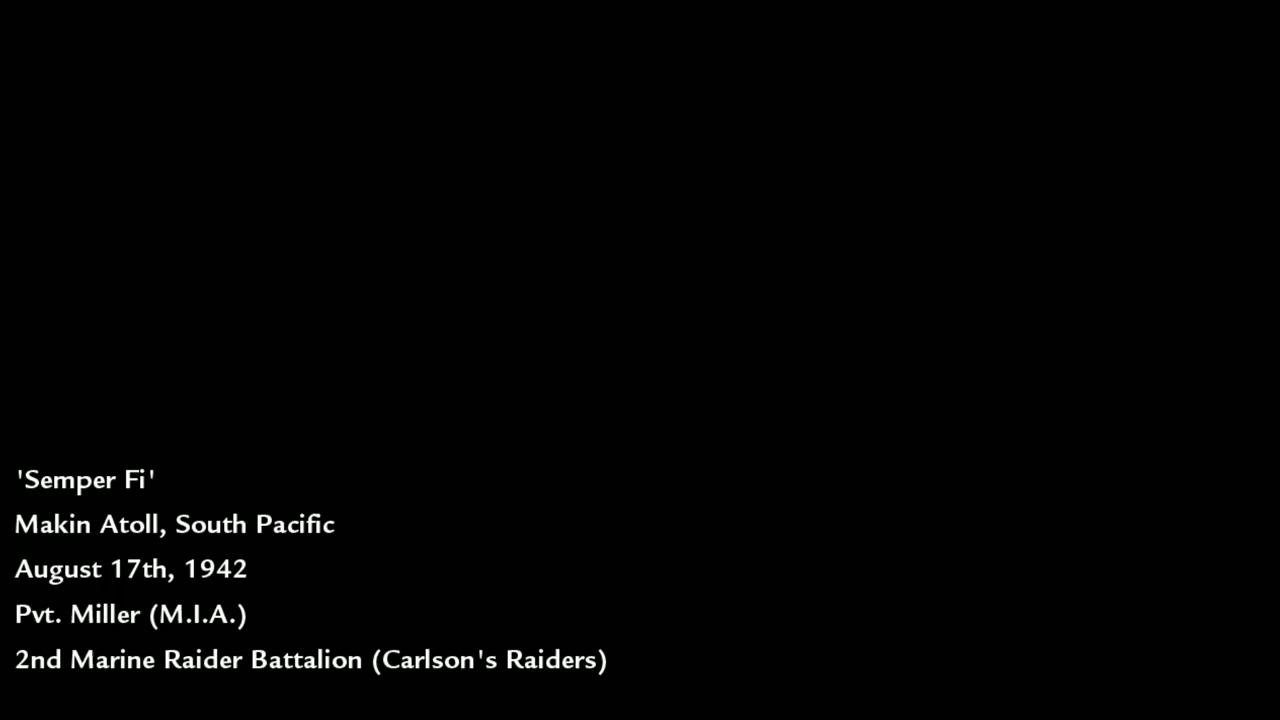 'Semper Fi'
Makin Atoll, South Pacific
August 17th, 1942
Pvt. Miller (M.I.A.)
2nd Marine Raider Battalion (Carlson's Raiders)